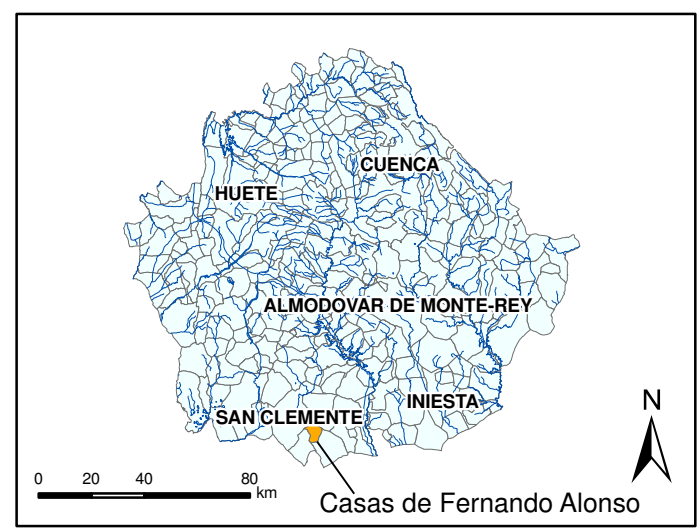 CUENCA
HUETE
ALMODOVAR DE MONTE-REY
INIESTA
SAN CLEMENTE
N
0 20 40 80
km
Casas de Fernando Alonso